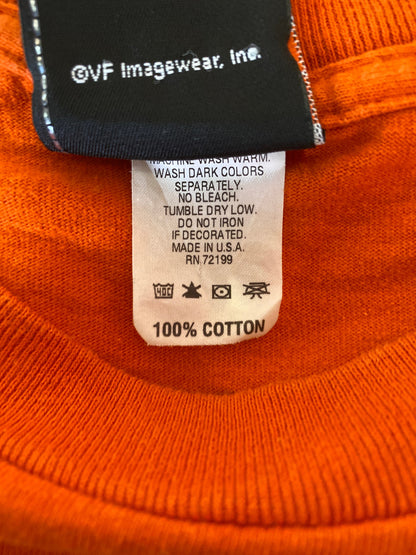 ©VF Imagewear, Inc.
MACHINE WASH WARM.
WASH DARK COLORS
SEPARATELY.
NO BLEACH.
TUMBLE DRY LOW.
DO NOT IRON
IF DECORATED.
MADE IN U.S.A.
RN 72199
40C
100% COTTON